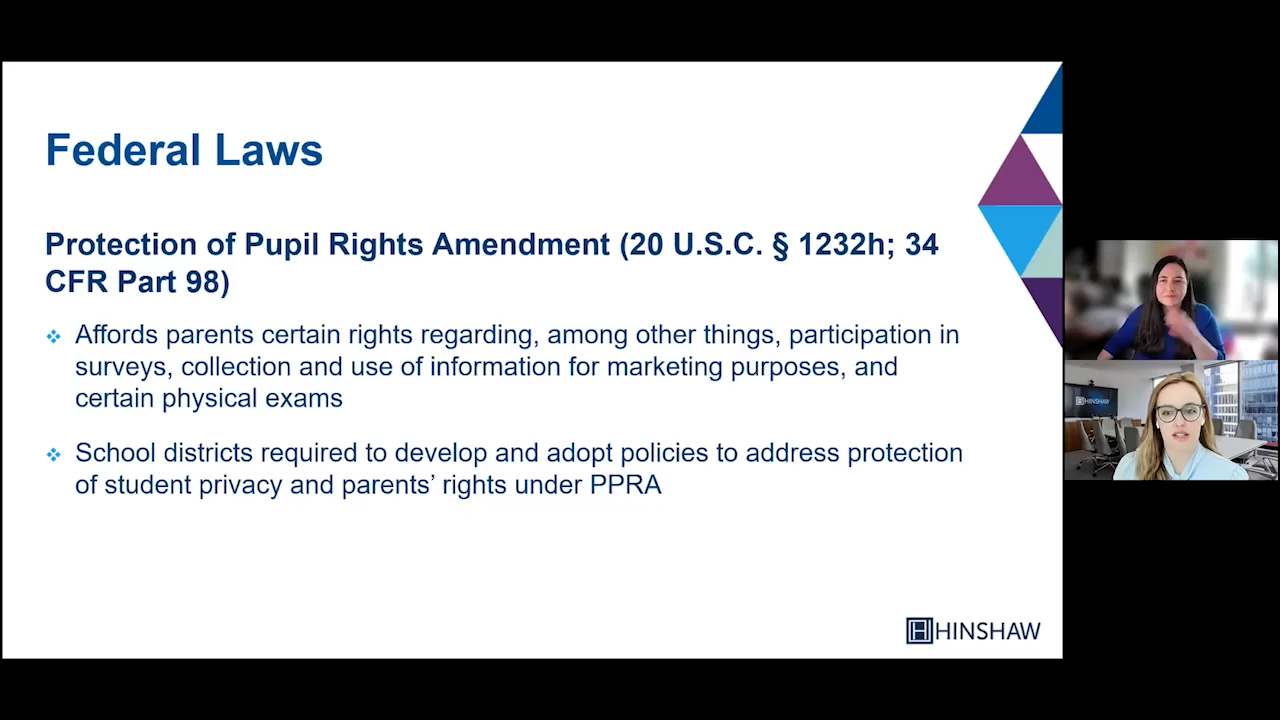 Federal Laws
Protection of Pupil Rights Amendment (20 U.S.C. § 1232h; 34
CFR Part 98)
Affords parents certain rights regarding, among other things, participation in
surveys, collection and use of information for marketing purposes, and
certain physical exams
School districts required to develop and adopt policies to address protection
of student privacy and parents’ rights under PPRA
HINSHAW
HINSHAW